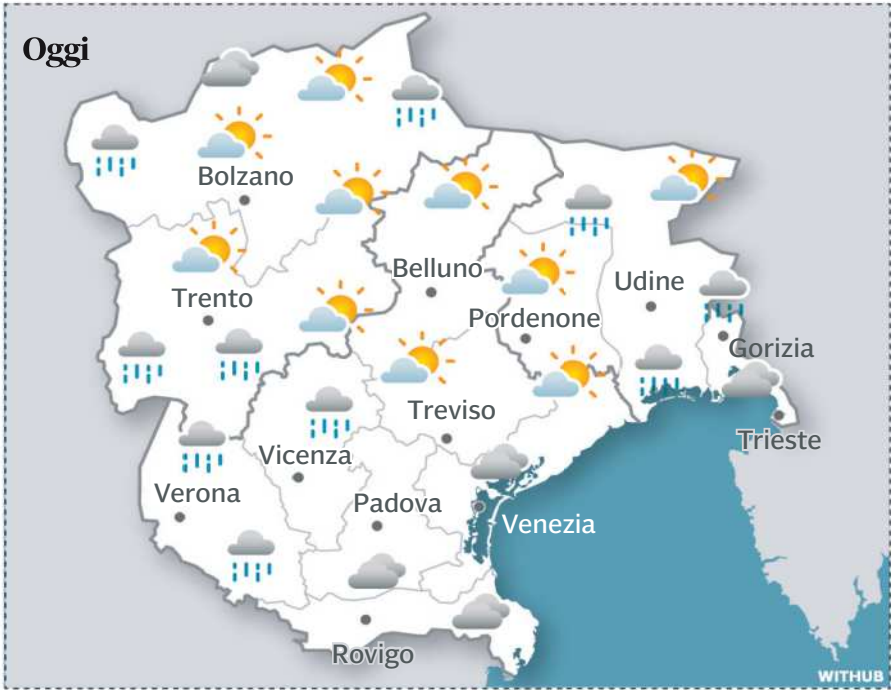 Oggi
Bolzano
Belluno
Udine
Trento
Pordenone
Gorizia
Treviso
Trieste
Vicenza
Verona
Padova
Venezia
Rovigo
WITHUB